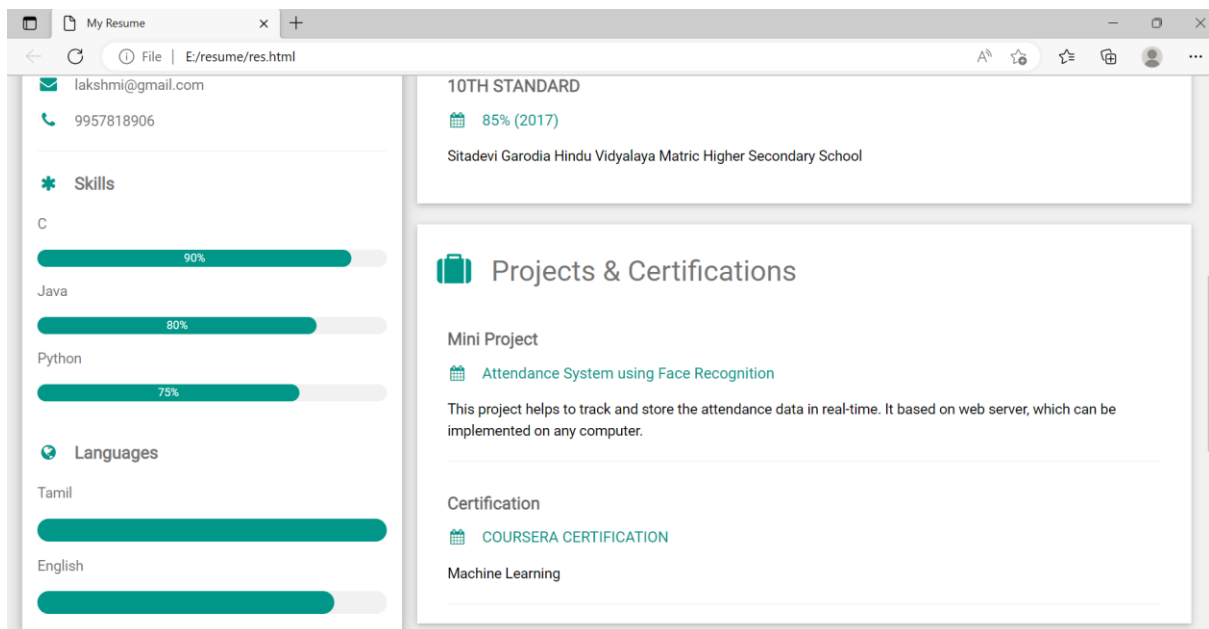 My Resume
File | E:/resume/res.html
lakshmi@gmail.com
9957818906
Skills
C
90%
Java
80%
Python
75%
Languages
Tamil
English
10TH STANDARD
85% (2017)
Sitadevi Garodia Hindu Vidyalaya Matric Higher Secondary School
Projects & Certifications
Mini Project
Attendance System using Face Recognition
This project helps to track and store the attendance data in real-time. It based on web server, which can be
implemented on any computer.
Certification
COURSERA CERTIFICATION
Machine Learning